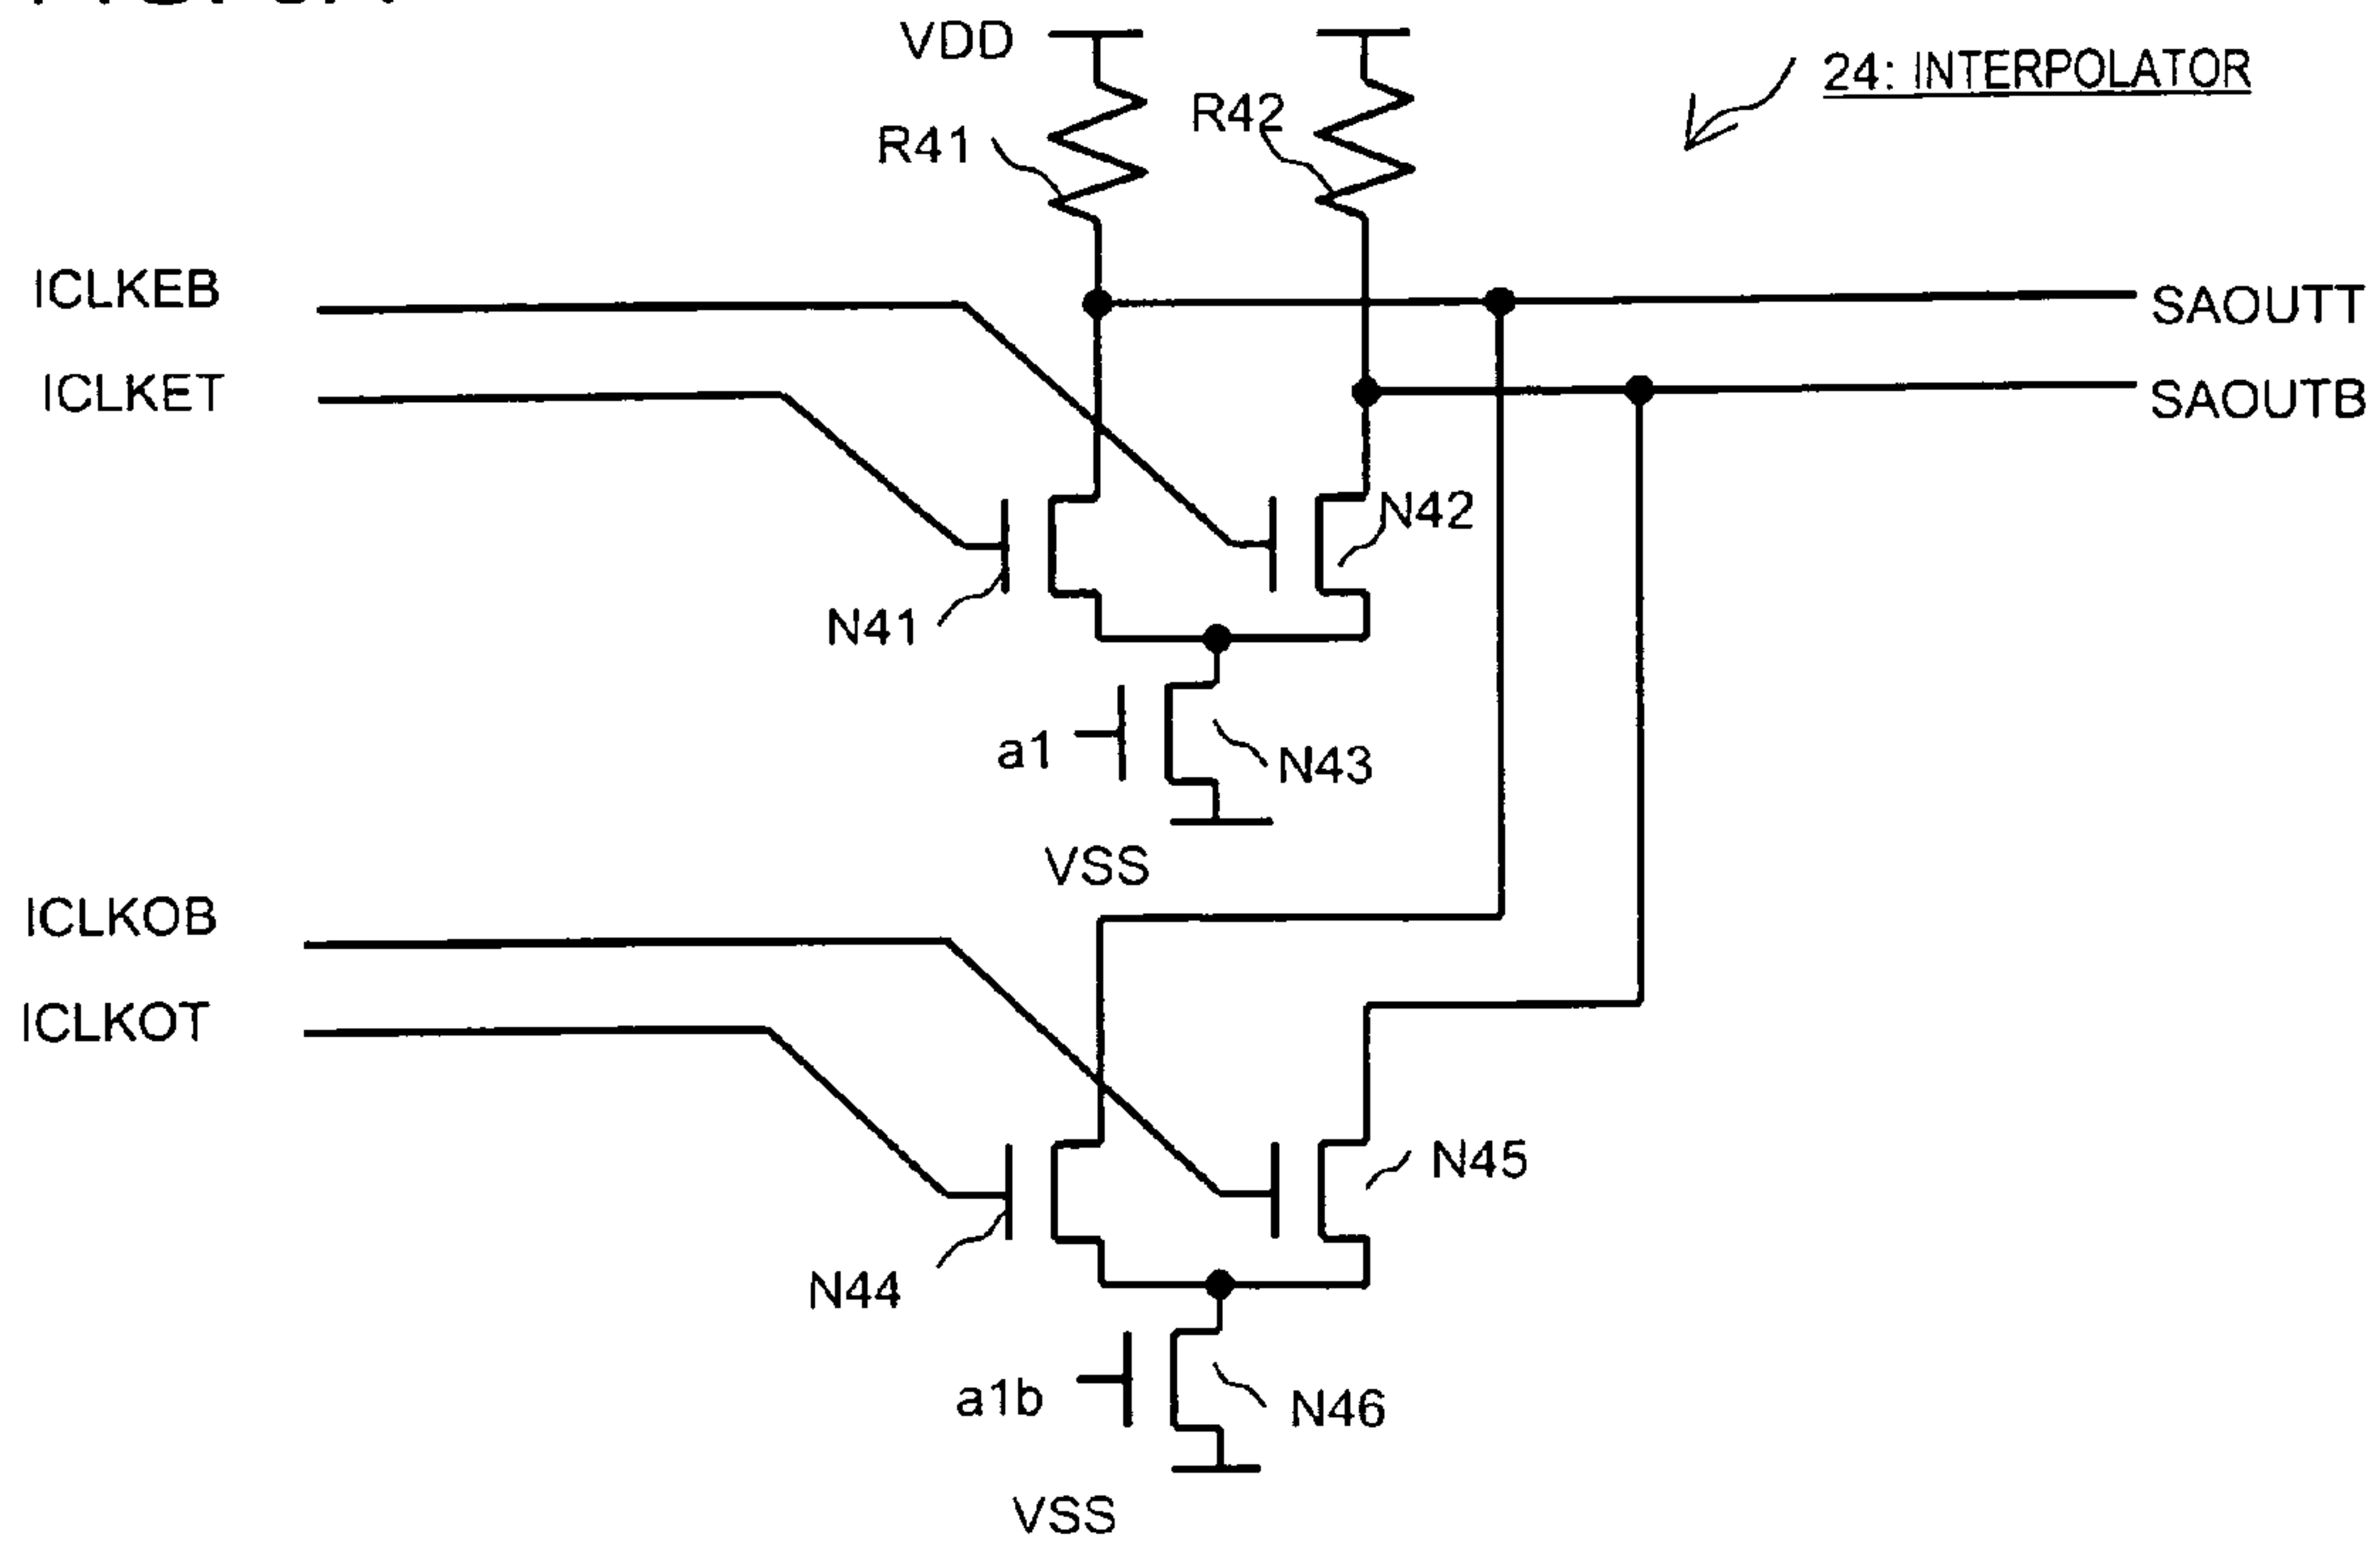 VDD
24: INTERPOLATOR
R41
R42
ICLKEB
SAOUTT
ICLKET
SAOUTB
N42
N41
a1
N43
VSS
ICLKOB
ICLKOT
N45
N44
a1b
N46
VSS